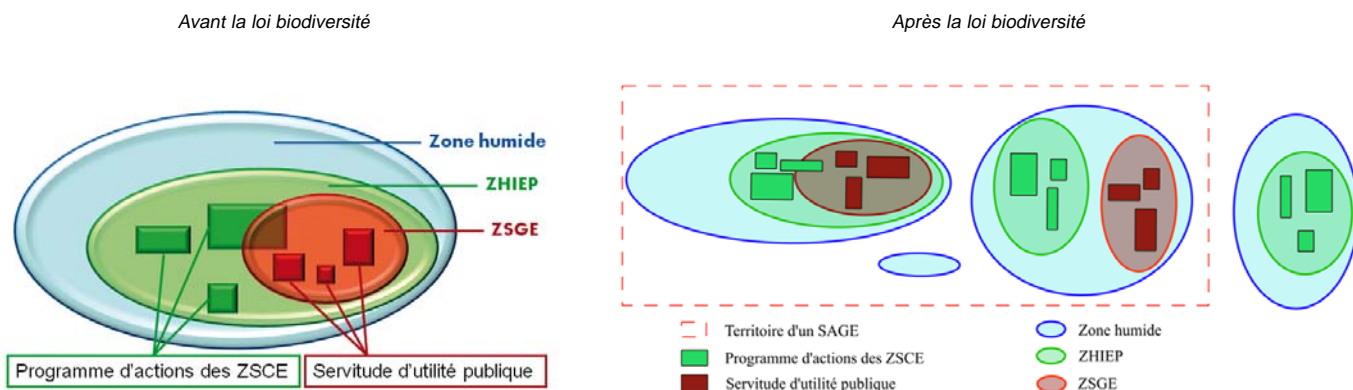 Avant la loi biodiversité
Après la loi biodiversité
Zone humide
ZHIEP
ZSGE
Programme d'actions des ZSCE
Servitude d'utilité publique
Territoire d'un SAGE
Programme d'actions des ZSCE
Servitude d'utilité publique
Zone humide
ZHIEP
ZSGE